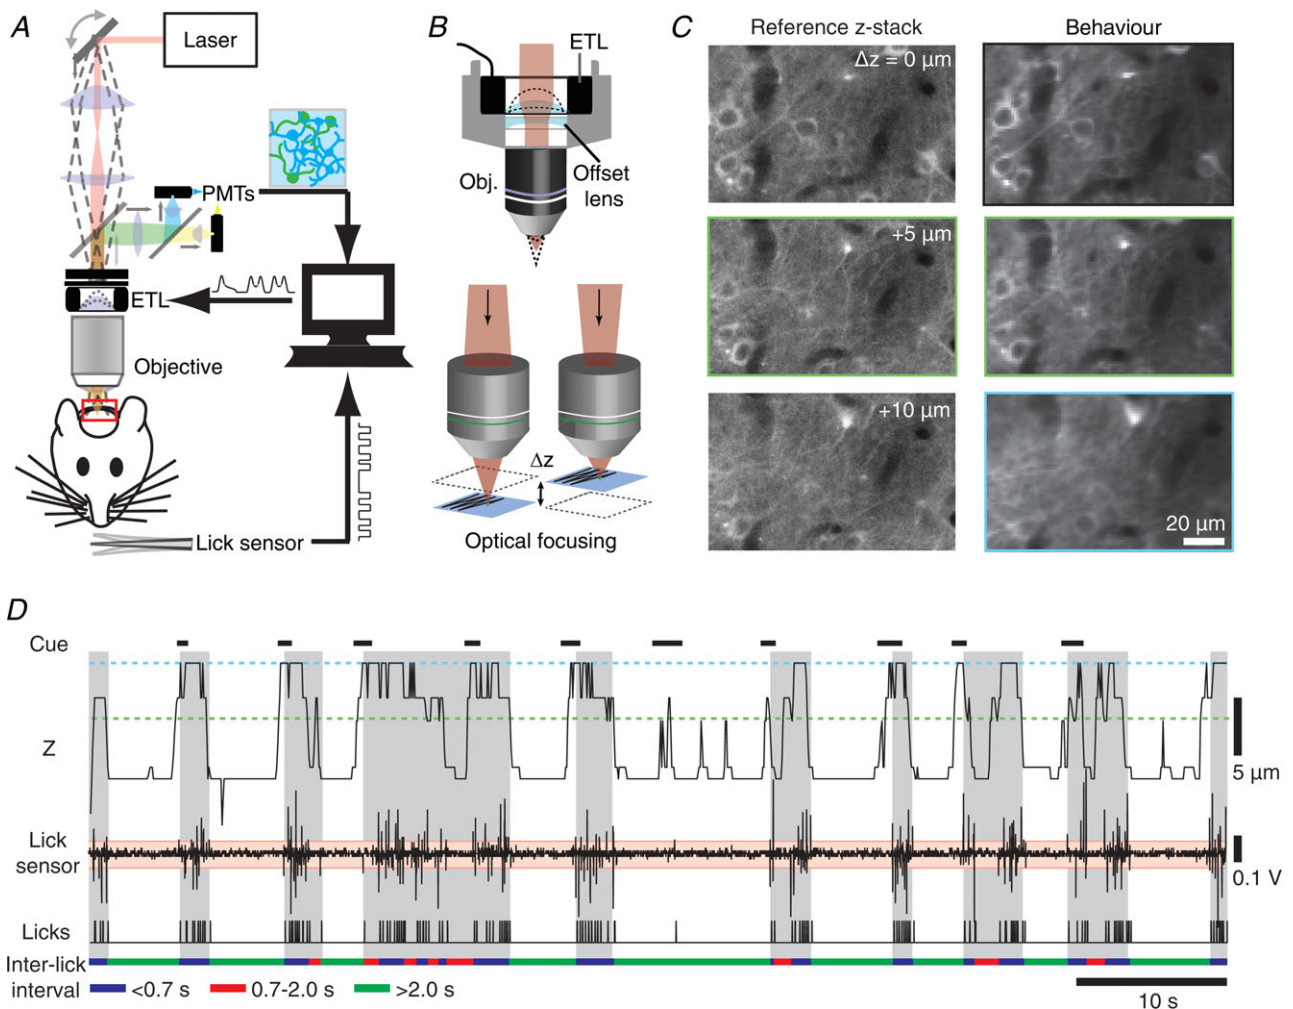 A
Laser
PMTs
ETL
Objective
Lick sensor
B
ETL
Obj.
Offset
lens
Δz
Optical focusing
C
Reference z-stack
Behaviour
Δz = 0 µm
+5 µm
+10 µm
20 µm
D
Cue
Z
5 µm
Lick
sensor
0.1 V
Licks
Inter-lick
interval
<0.7 s
0.7-2.0 s
>2.0 s
10 s